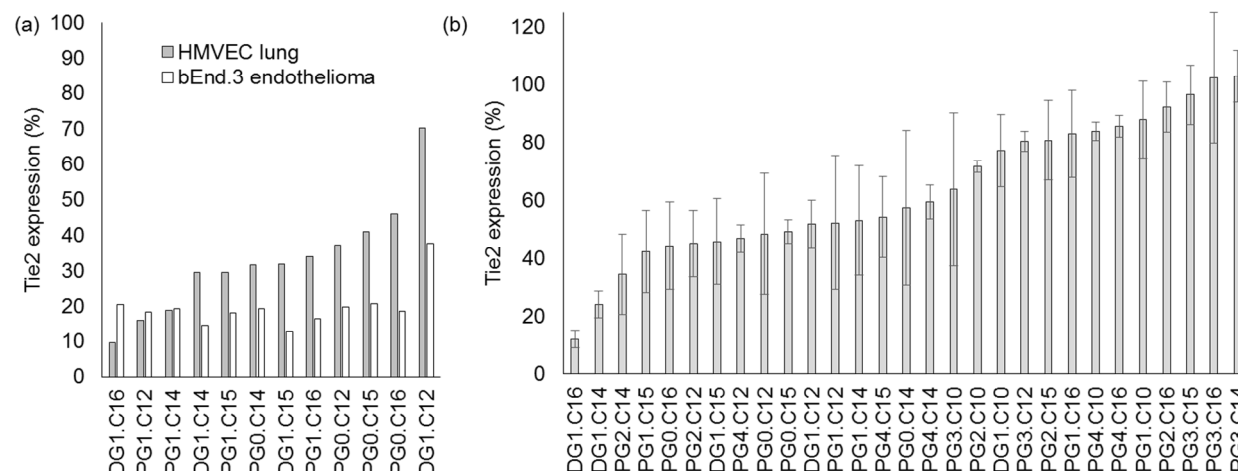 (a)
Tie2 expression (%)
100
90
80
70
60
50
40
30
20
10
0
HMVEC lung
bEnd.3 endothelioma
DG1.C16
PG1.C12
PG1.C14
DG1.C14
PG1.C15
PG0.C14
DG1.C15
PG1.C16
PG0.C12
PG0.C15
PG0.C16
DG1.C12
(b)
Tie2 expression (%)
120
100
80
60
40
20
0
DG1.C16
DG1.C14
PG2.C14
PG1.C15
PG0.C16
PG2.C12
DG1.C15
PG4.C12
PG0.C12
PG0.C15
DG1.C12
PG1.C12
PG1.C14
PG4.C15
PG0.C14
PG4.C14
PG3.C10
PG2.C10
DG1.C10
PG3.C12
PG2.C15
PG1.C16
PG4.C10
PG4.C16
PG1.C10
PG2.C16
PG3.C15
PG3.C16
PG3.C14